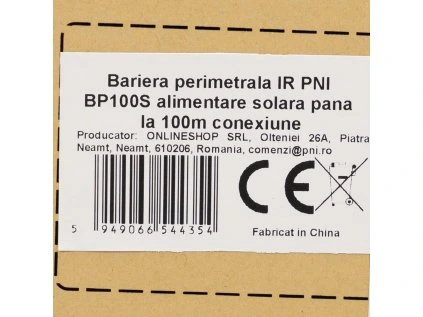 Bariera perimetrala IR PNI
BP100S alimentare solara pana
la 100m conexiune
Producator: ONLINESHOP SRL, Olteniei 26A, Piatra
Neamt, Neamt, 610206, Romania, comenzi@pni.ro
CE
5 949066 544354
Fabricat in China